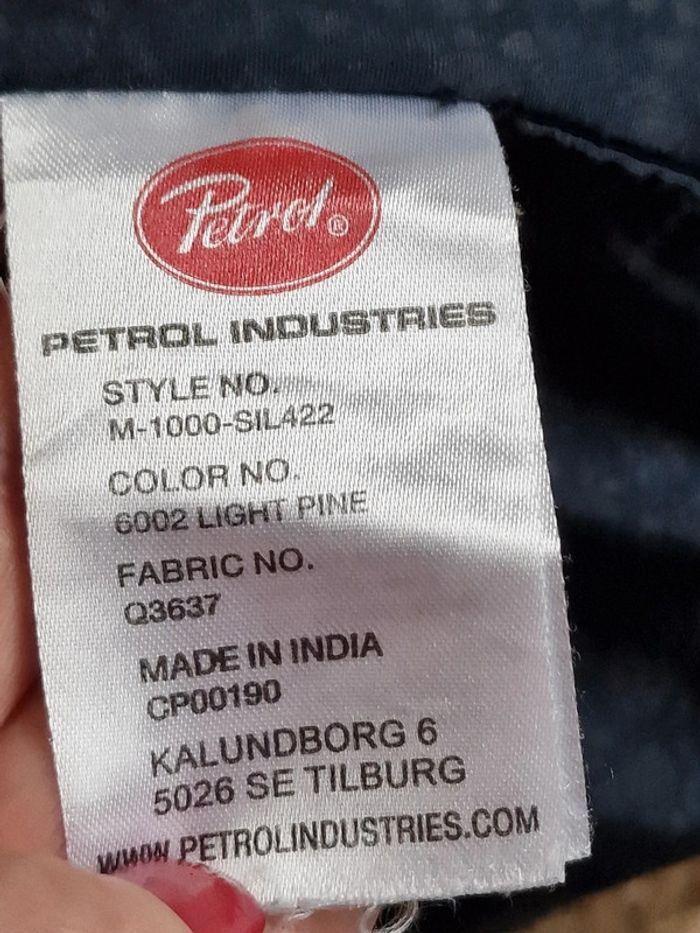 Petrol®
PETROL INDUSTRIES
STYLE NO.
M-1000-SIL422
COLOR NO.
6002 LIGHT PINE
FABRIC NO.
Q3637
MADE IN INDIA
CP00190
KALUNDBORG 6
5026 SE TILBURG
WWW.PETROLINDUSTRIES.COM